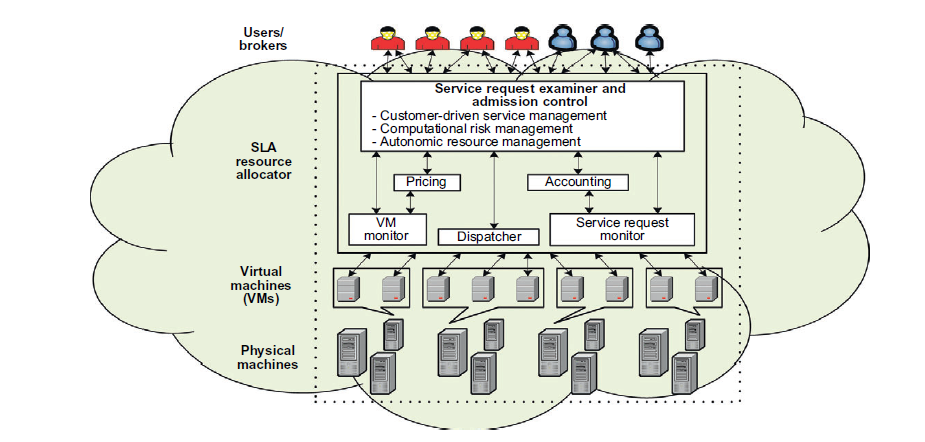 Users/
brokers
Service request examiner and
admission control
- Customer-driven service management
- Computational risk management
- Autonomic resource management
SLA
resource
allocator
Pricing
Accounting
VM
monitor
Dispatcher
Service request
monitor
Virtual
machines
(VMs)
Physical
machines